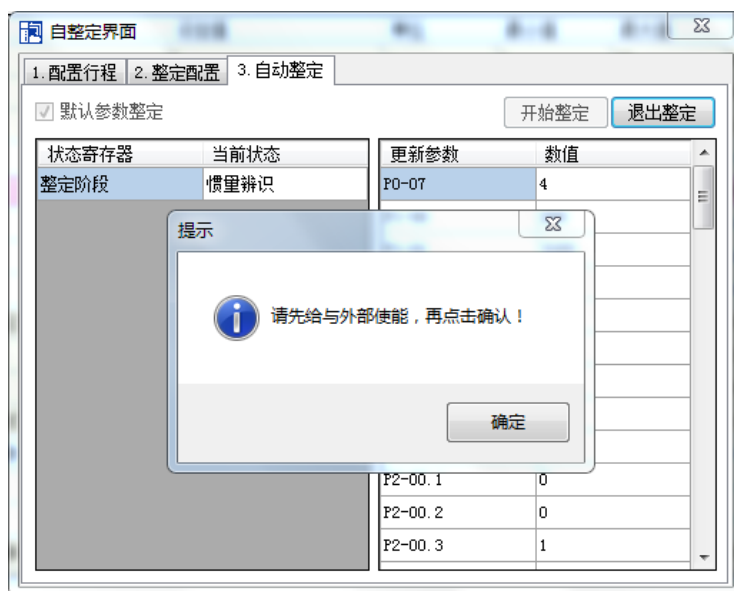 自整定界面
1.配置行程 2.整定配置 3.自动整定
默认参数整定 开始整定 退出整定
状态寄存器 当前状态 更新参数 数值
整定阶段 惯量辨识 P0-07 4
提示
请先给与外部使能，再点击确认！
确定
P2-00.1 0
P2-00.2 0
P2-00.3 1